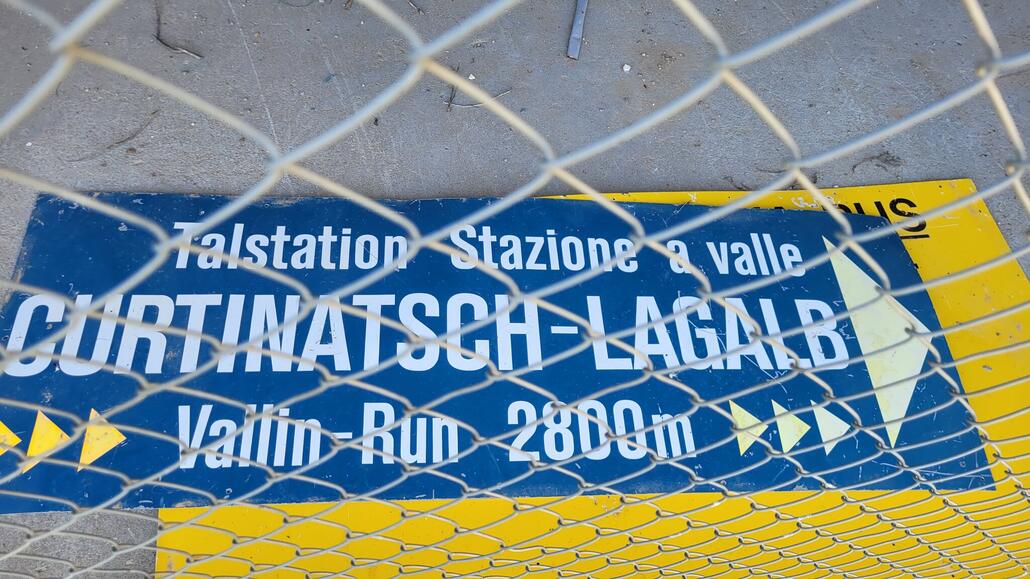 Talstation Stazione a valle
CURTINATSCH-LAGALB
Vallin-Run 2800m